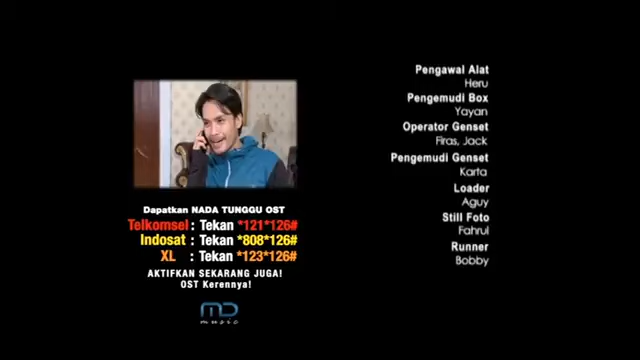 Dapatkan NADA TUNGGU OST
Telkomsel : Tekan *121*126#
Indosat : Tekan *808*126#
XL : Tekan *123*126#
AKTIFKAN SEKARANG JUGA!
OST Kerennya!
MD
music
Pengawal Alat
Heru
Pengemudi Box
Yayan
Operator Genset
Firas, Jack
Pengemudi Genset
Karta
Loader
Aguy
Still Foto
Fahrul
Runner
Bobby